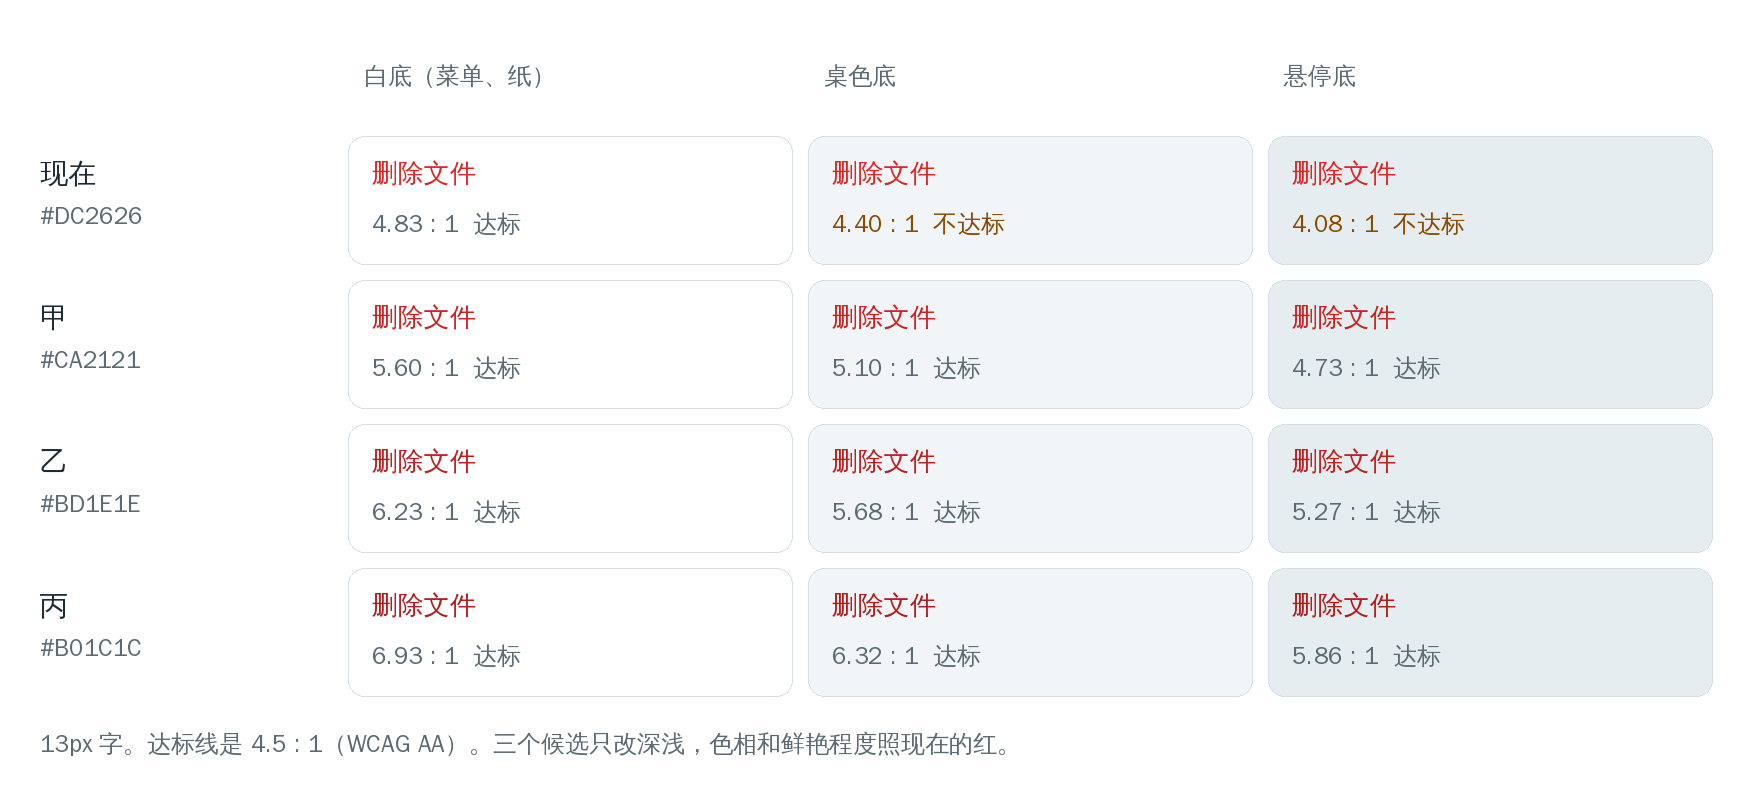 白底（菜单、纸） 桌色底 悬停底
现在
#DC2626
删除文件 删除文件 删除文件
4.83 : 1 达标 4.40 : 1 不达标 4.08 : 1 不达标
甲
#CA2121
删除文件 删除文件 删除文件
5.60 : 1 达标 5.10 : 1 达标 4.73 : 1 达标
乙
#BD1E1E
删除文件 删除文件 删除文件
6.23 : 1 达标 5.68 : 1 达标 5.27 : 1 达标
丙
#B01C1C
删除文件 删除文件 删除文件
6.93 : 1 达标 6.32 : 1 达标 5.86 : 1 达标
13px 字。达标线是 4.5 : 1（WCAG AA）。三个候选只改深浅，色相和鲜艳程度照现在的红。